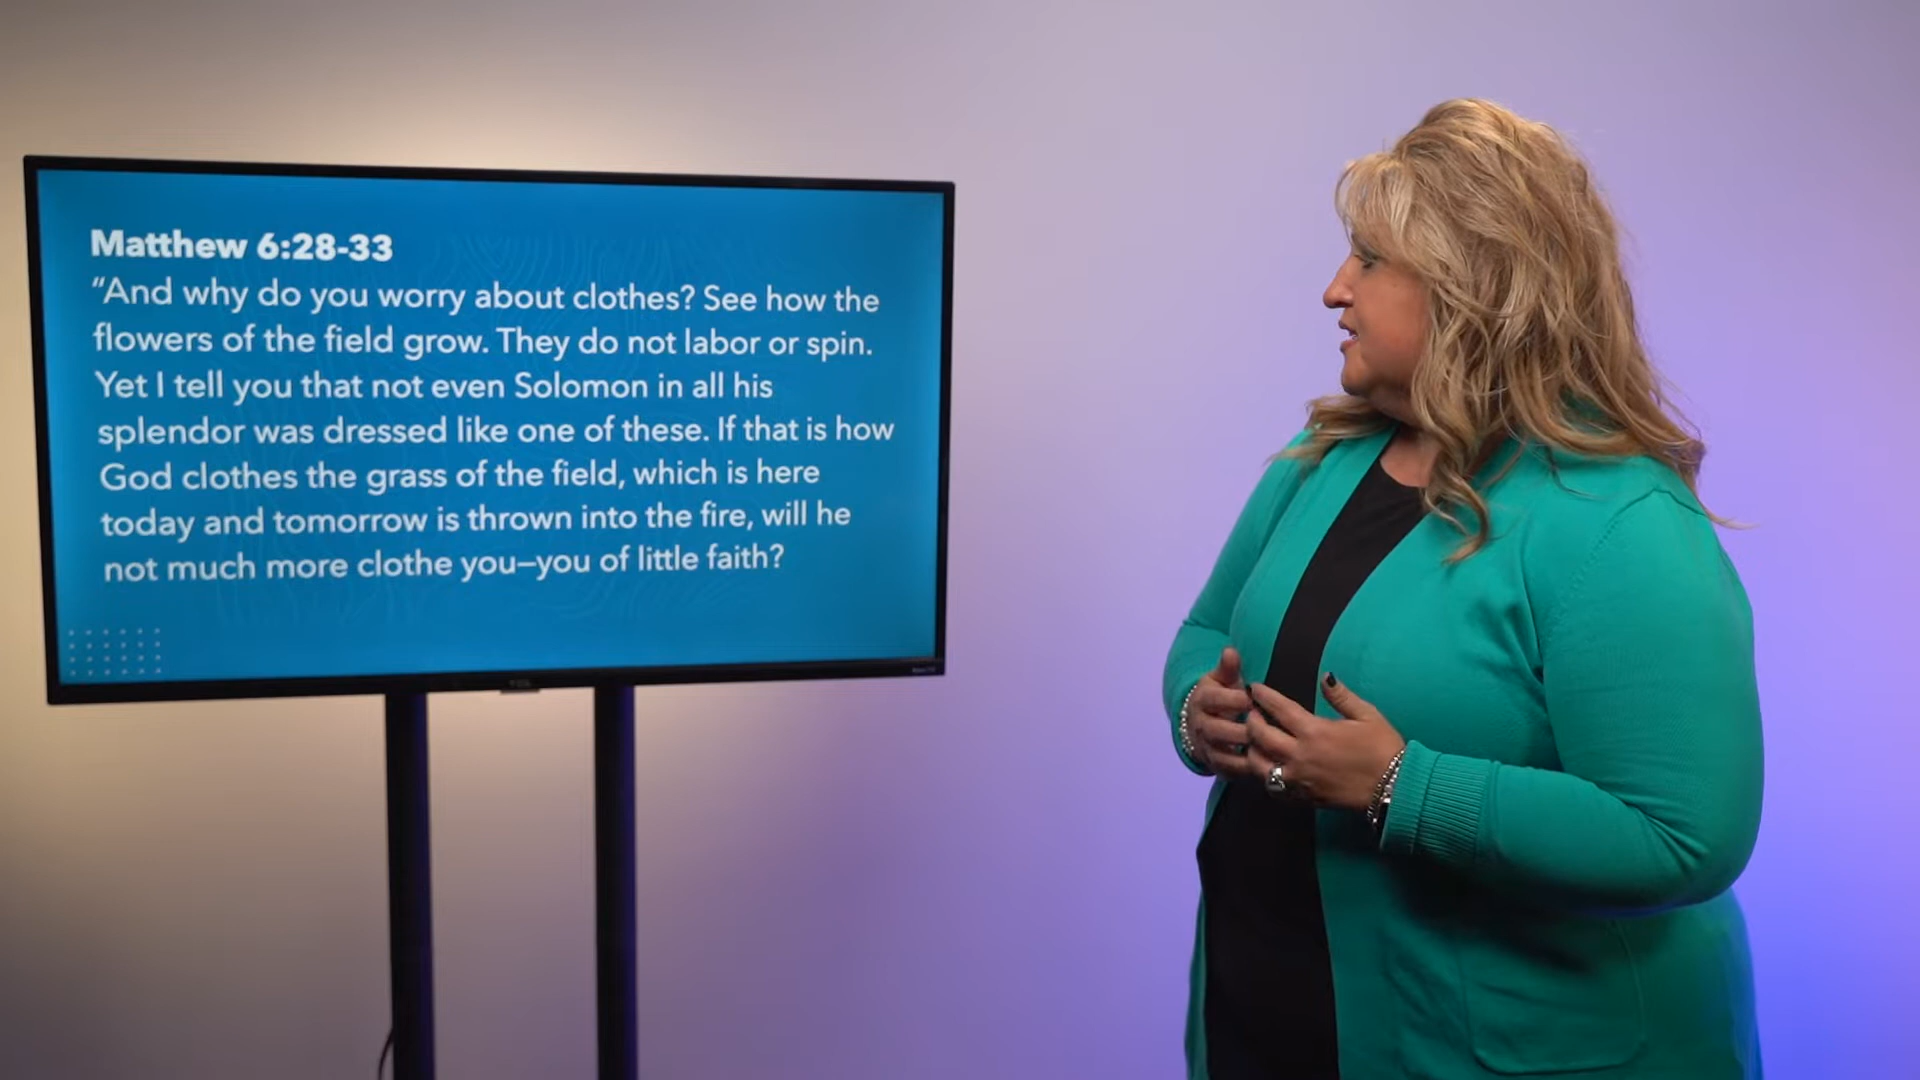 Matthew 6:28-33
“And why do you worry about clothes? See how the
flowers of the field grow. They do not labor or spin.
Yet I tell you that not even Solomon in all his
splendor was dressed like one of these. If that is how
God clothes the grass of the field, which is here
today and tomorrow is thrown into the fire, will he
not much more clothe you—you of little faith?